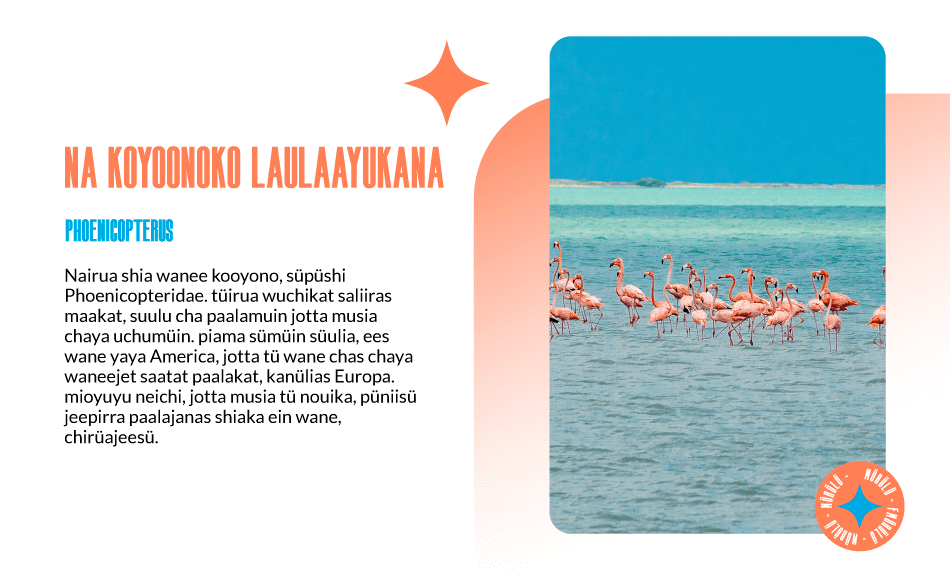 NA KOYOONOKO LAULAAYUKANA
PHOENICOPTERUS
Nairua shia wanee kooyono, süpüshi
Phoenicopteridae. tüirua wuchikat saliiras
maakat, suulu cha paalamuin jotta musia
chaya uchumüin. piama sümüin süulia, ees
wane yaya America, jotta tü wane chas chaya
waneejet saatat paalakat, kanülias Europa.
mioyuyu neichi, jotta musia tü nouika, püniisü
jeepirra paalajanas shiaka ein wane,
chirüajeesü.